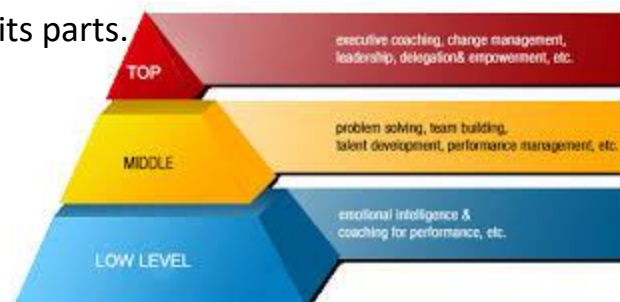 its parts.
TOP
executive coaching, change management,
leadership, delegation& empowerment, etc.
MIDDLE
problem solving, team building,
talent development, performance management, etc.
LOW LEVEL
emotional intelligence &
coaching for performance, etc.